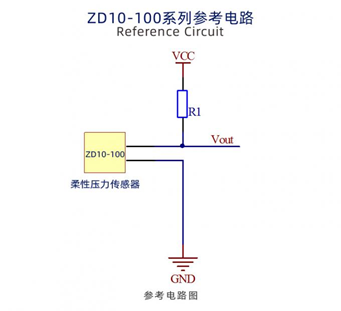 ZD10-100系列参考电路
Reference Circuit
VCC
R1
Vout
ZD10-100
柔性压力传感器
GND
参考电路图